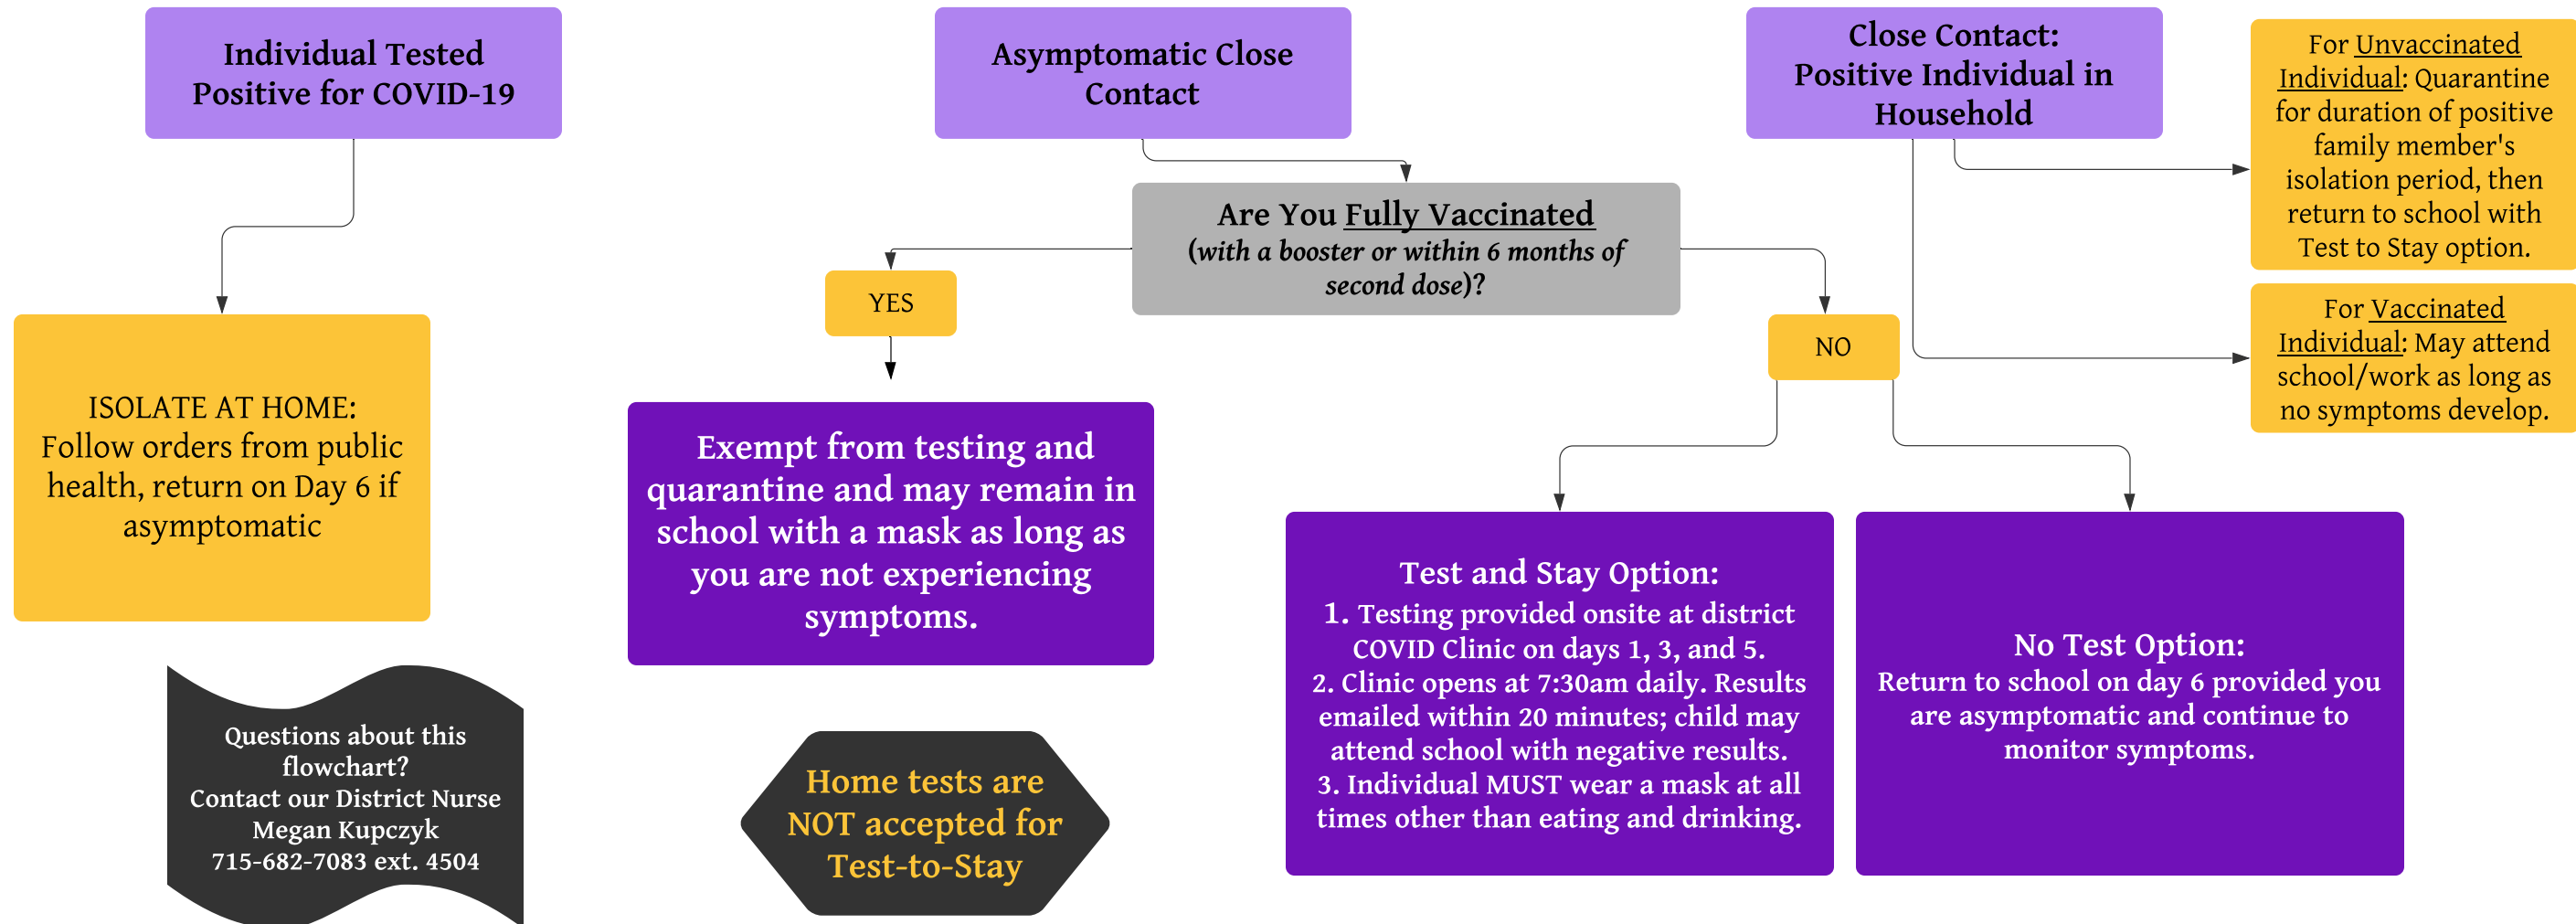 Individual Tested
Positive for COVID-19
ISOLATE AT HOME:
Follow orders from public
health, return on Day 6 if
asymptomatic
Questions about this
flowchart?
Contact our District Nurse
Megan Kupczyk
715-682-7083 ext. 4504
Asymptomatic Close
Contact
Are You Fully Vaccinated
(with a booster or within 6 months of
second dose)?
YES
Exempt from testing and
quarantine and may remain in
school with a mask as long as
you are not experiencing
symptoms.
Home tests are
NOT accepted for
Test-to-Stay
NO
Test and Stay Option:
1. Testing provided onsite at district
COVID Clinic on days 1, 3, and 5.
2. Clinic opens at 7:30am daily. Results
emailed within 20 minutes; child may
attend school with negative results.
3. Individual MUST wear a mask at all
times other than eating and drinking.
No Test Option:
Return to school on day 6 provided you
are asymptomatic and continue to
monitor symptoms.
Close Contact:
Positive Individual in
Household
For Unvaccinated
Individual: Quarantine
for duration of positive
family member's
isolation period, then
return to school with
Test to Stay option.
For Vaccinated
Individual: May attend
school/work as long as
no symptoms develop.